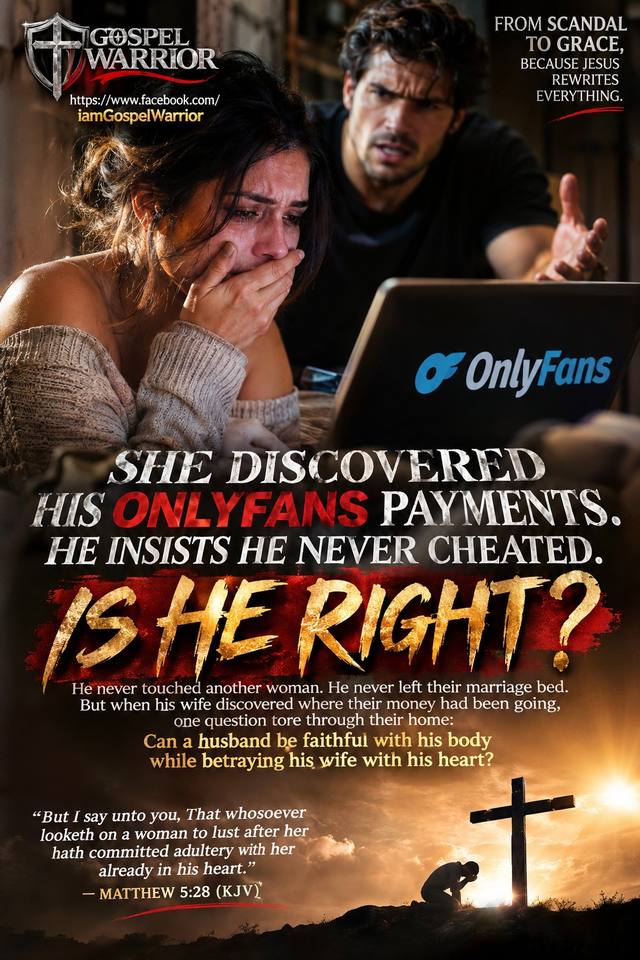 GOSPEL
WARRIOR
https://www.facebook.com/
iamGospelWarrior
FROM SCANDAL
TO GRACE,
BECAUSE JESUS
REWRITES
EVERYTHING.
OnlyFans
SHE DISCOVERED
HIS ONLYFANS PAYMENTS.
HE INSISTS HE NEVER CHEATED.
IS HE RIGHT?
He never touched another woman. He never left their marriage bed.
But when his wife discovered where their money had been going,
one question tore through their home:
Can a husband be faithful with his body
while betraying his wife with his heart?
“But I say unto you, That whosoever
looketh on a woman to lust after her
hath committed adultery with her
already in his heart.”
— MATTHEW 5:28 (KJV)